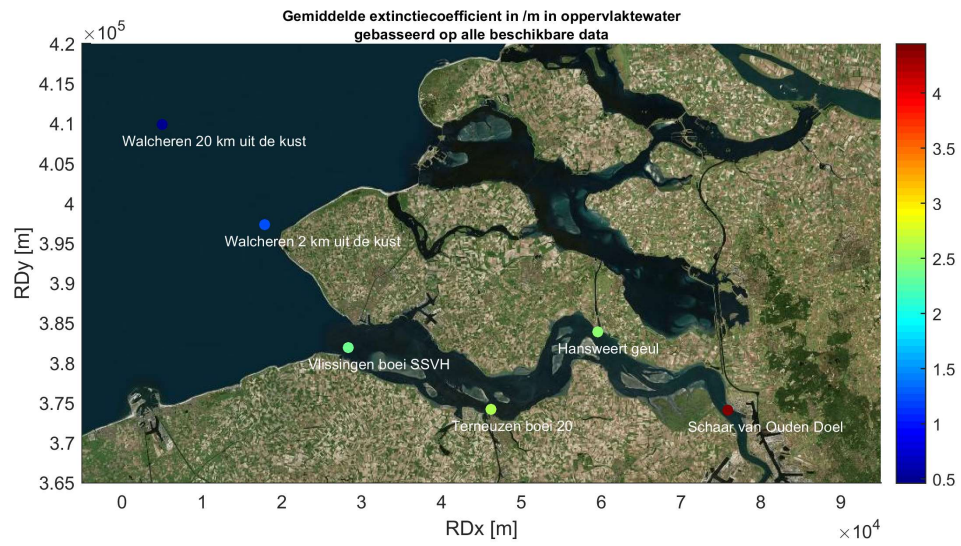 Gemiddelde extinctiecoefficient in /m in oppervlaktewater
gebasseerd op alle beschikbare data
×10⁵
4.2
4.15
4.1
4.05
4
3.95
3.9
3.85
3.8
3.75
3.7
3.65
RDy [m]
Walcheren 20 km uit de kust
Walcheren 2 km uit de kust
Vlissingen boei SSVH
Hansweert geul
Terneuzen boei 20
Schaar van Ouden Doel
0 1 2 3 4 5 6 7 8 9
RDx [m]
×10⁴
4
3.5
3
2.5
2
1.5
1
0.5